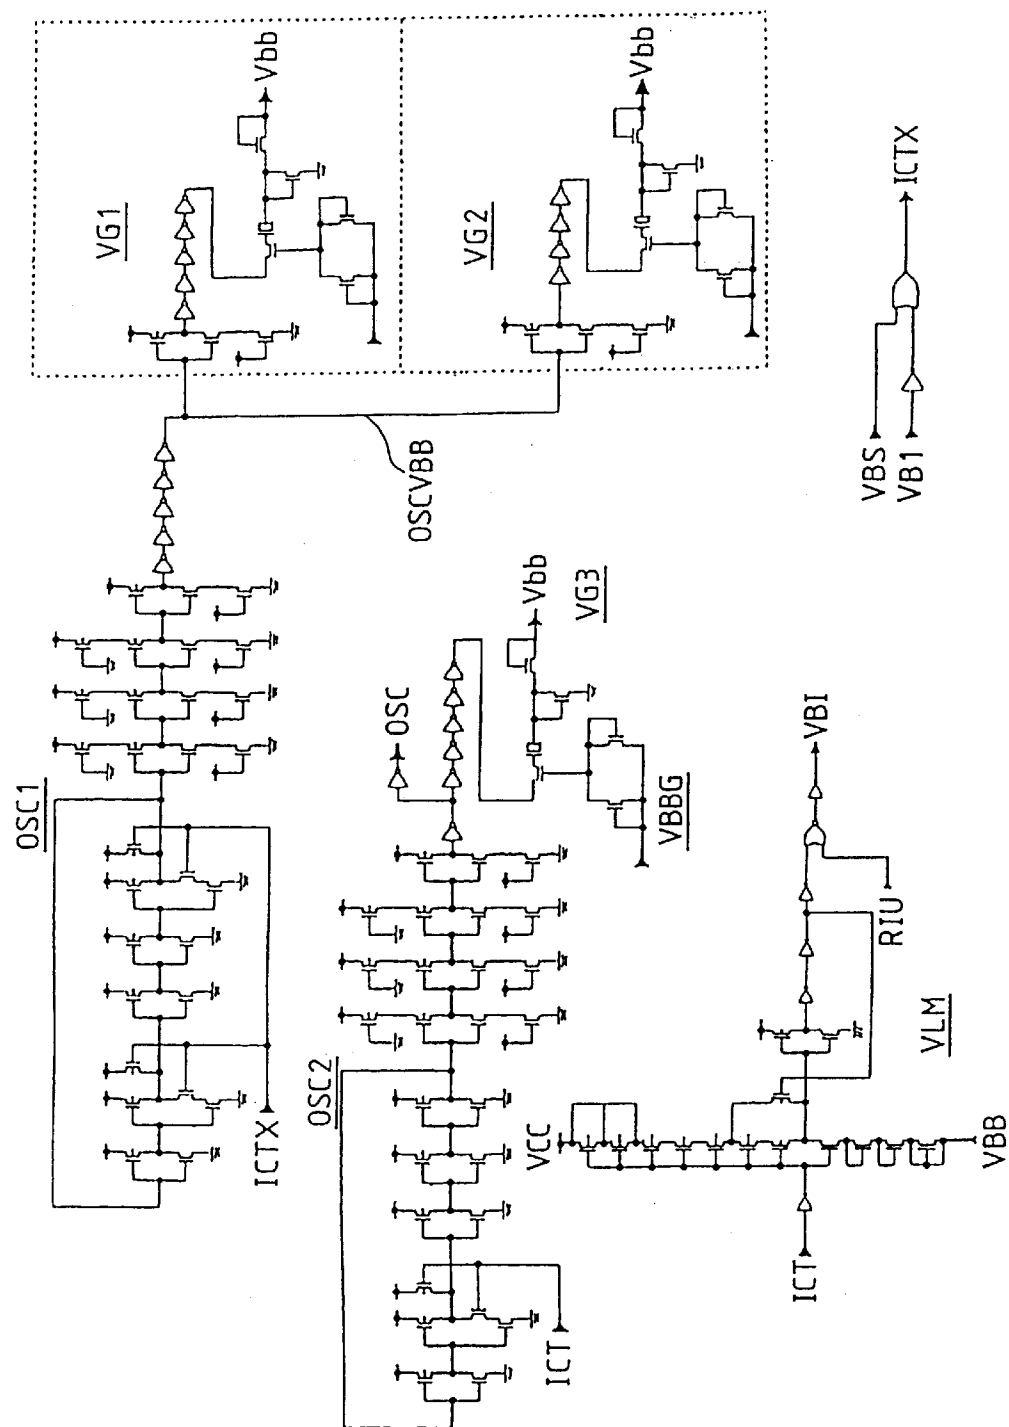 VG1
Vbb
VG2
Vbb
OSCVBB
ICTX
VBS
VB1
OSC1
ICTX
OSC
Vbb
VG3
VBBG
OSC2
ICT
VBI
RIU
VLM
VCC
VBB
ICT